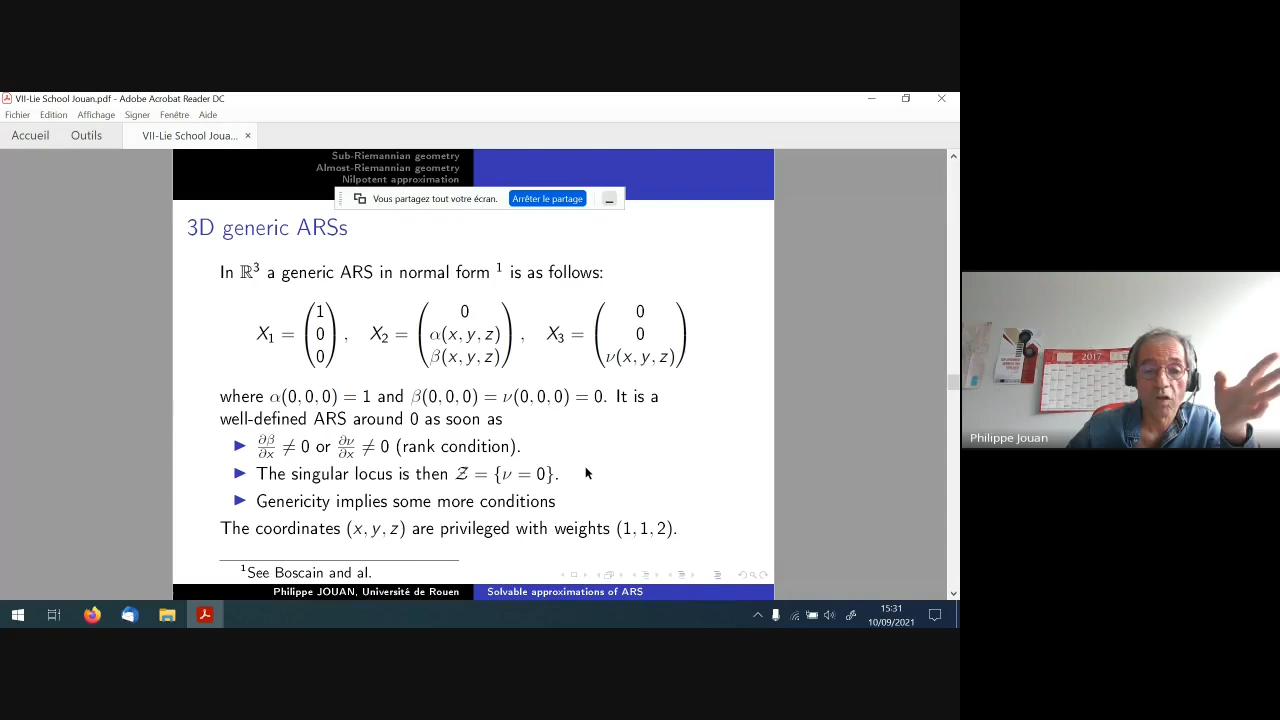 VII-Lie School Jouan.pdf - Adobe Acrobat Reader DC
Fichier Edition Affichage Signer Fenêtre Aide
Accueil Outils VII-Lie School Joua... ×
Sub-Riemannian geometry
Almost-Riemannian geometry
Nilpotent approximation
Vous partagez tout votre écran. Arrêter le partage
3D generic ARSs
In ℝ³ a generic ARS in normal form ¹ is as follows:
X₁ = (1 0 0), X₂ = (0 α(x, y, z) β(x, y, z)), X₃ = (0 0 ν(x, y, z))
where α(0, 0, 0) = 1 and β(0, 0, 0) = ν(0, 0, 0) = 0. It is a
well-defined ARS around 0 as soon as
▶ ∂β/∂x ≠ 0 or ∂ν/∂x ≠ 0 (rank condition).
▶ The singular locus is then 𝒵 = {ν = 0}.
▶ Genericity implies some more conditions
The coordinates (x, y, z) are privileged with weights (1, 1, 2).
¹See Boscain and al.
Philippe JOUAN, Université de Rouen Solvable approximations of ARS
15:31
10/09/2021
2017
Philippe Jouan